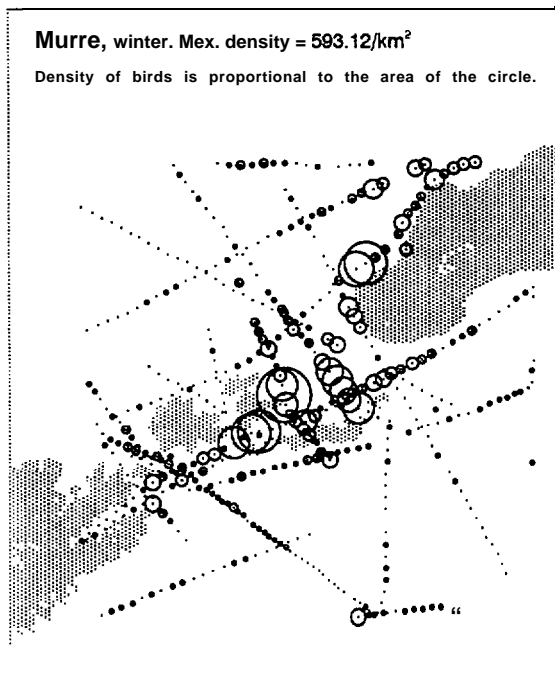 Murre, winter. Mex. density = 593.12/km²
Density of birds is proportional to the area of the circle.